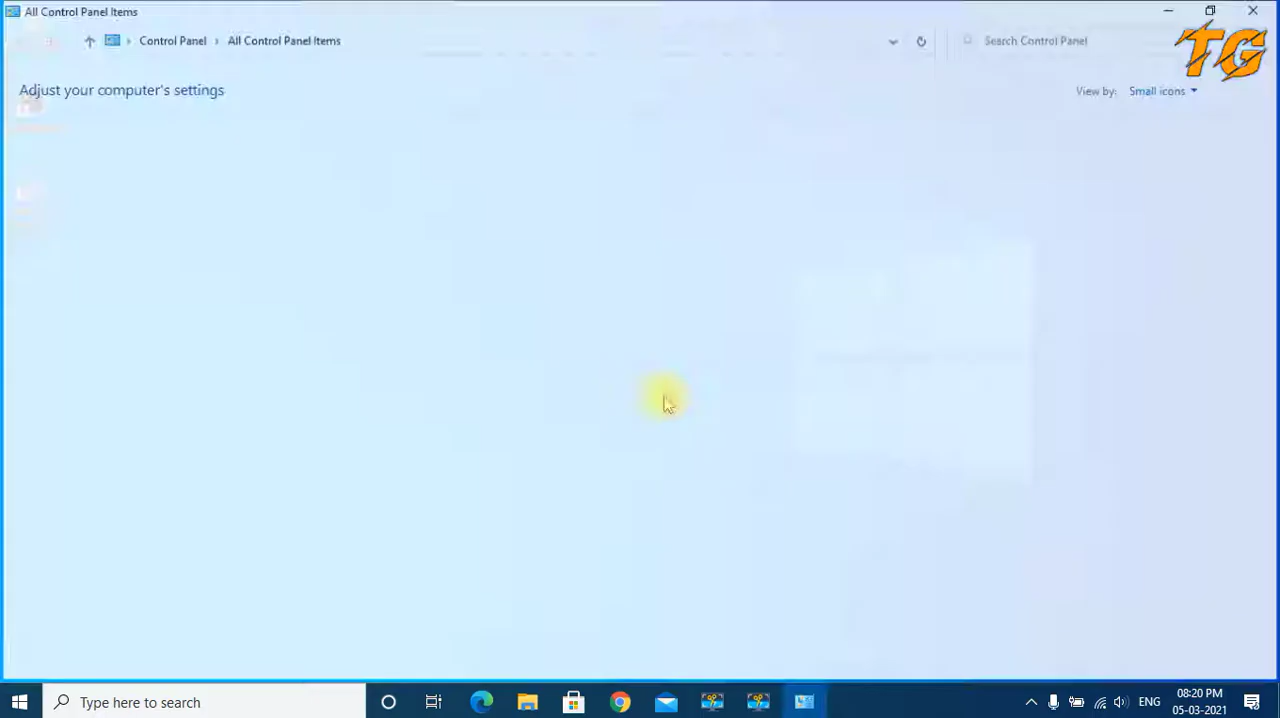 All Control Panel Items
TG
Control Panel
All Control Panel Items
Search Control Panel
Adjust your computer's settings
View by:
Small icons
Type here to search
ENG
08:20 PM
05-03-2021